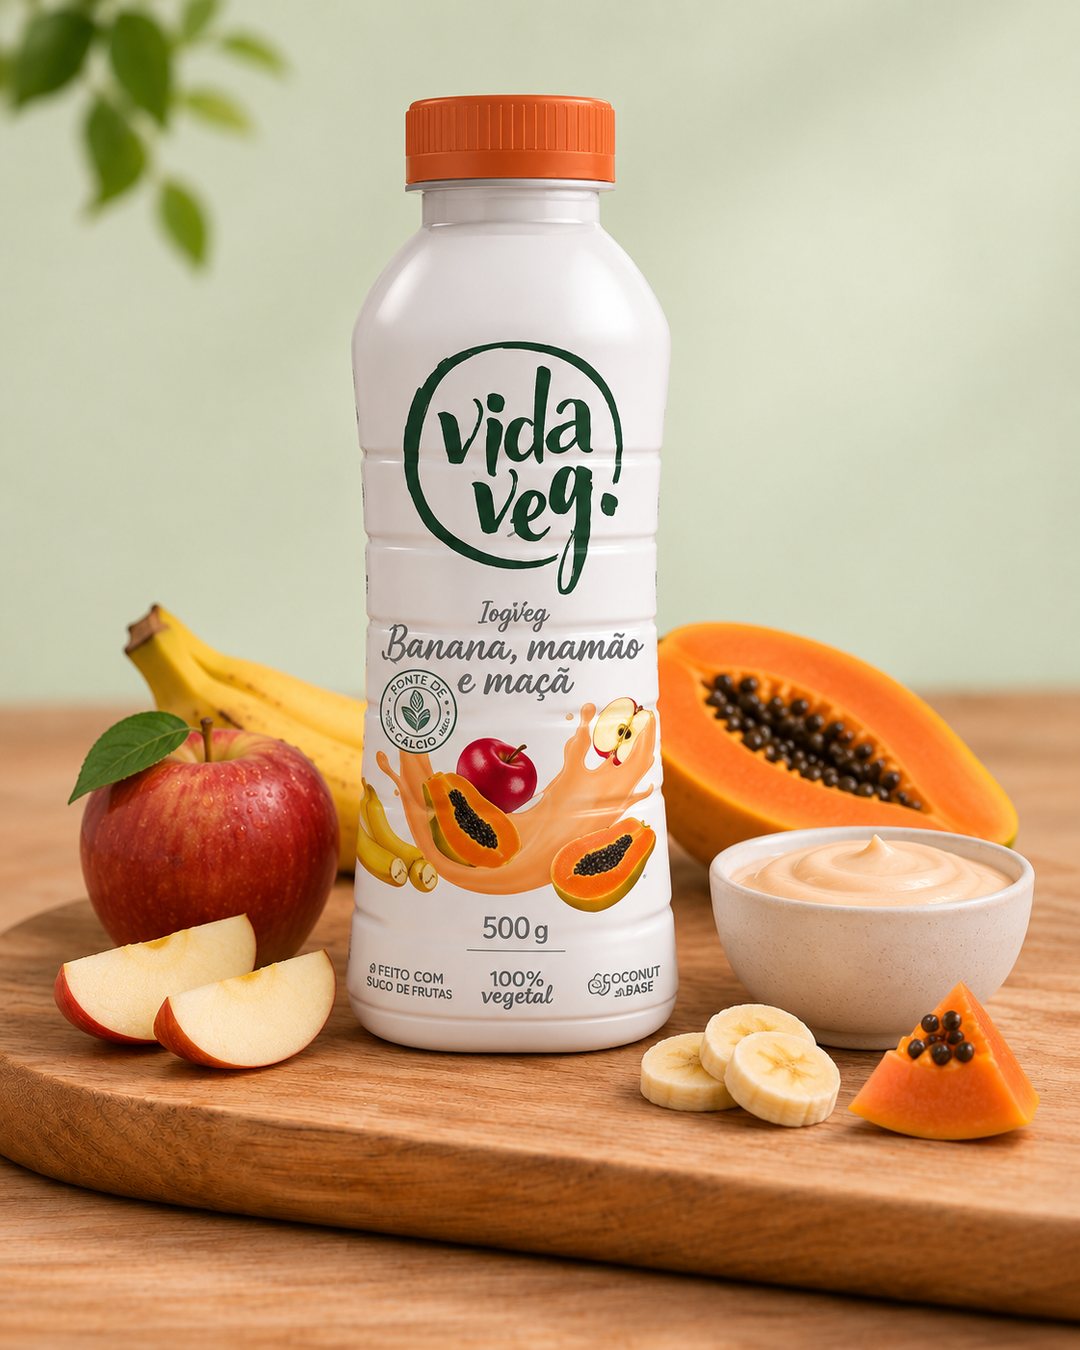 vida
veg.
IogVeg
Banana, mamão
e maçã
PONTE DE
CÁLCIO
500 g
FEITO COM
SUCO DE FRUTAS
100%
vegetal
COCONUT
BASE